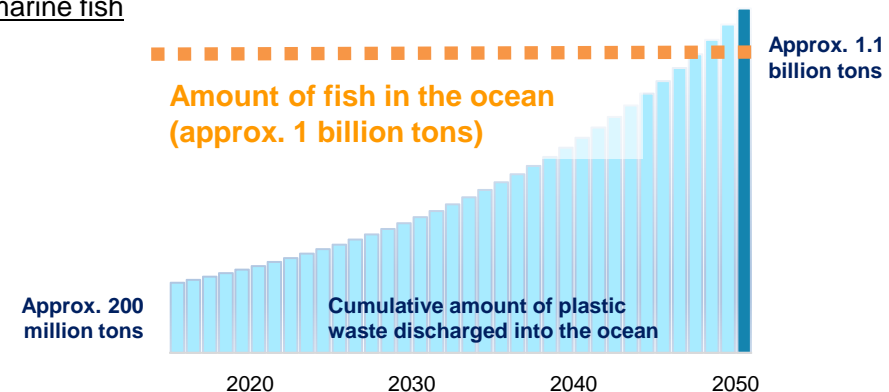 marine fish
Approx. 1.1
billion tons
Amount of fish in the ocean
(approx. 1 billion tons)
Approx. 200
million tons
Cumulative amount of plastic
waste discharged into the ocean
2020
2030
2040
2050